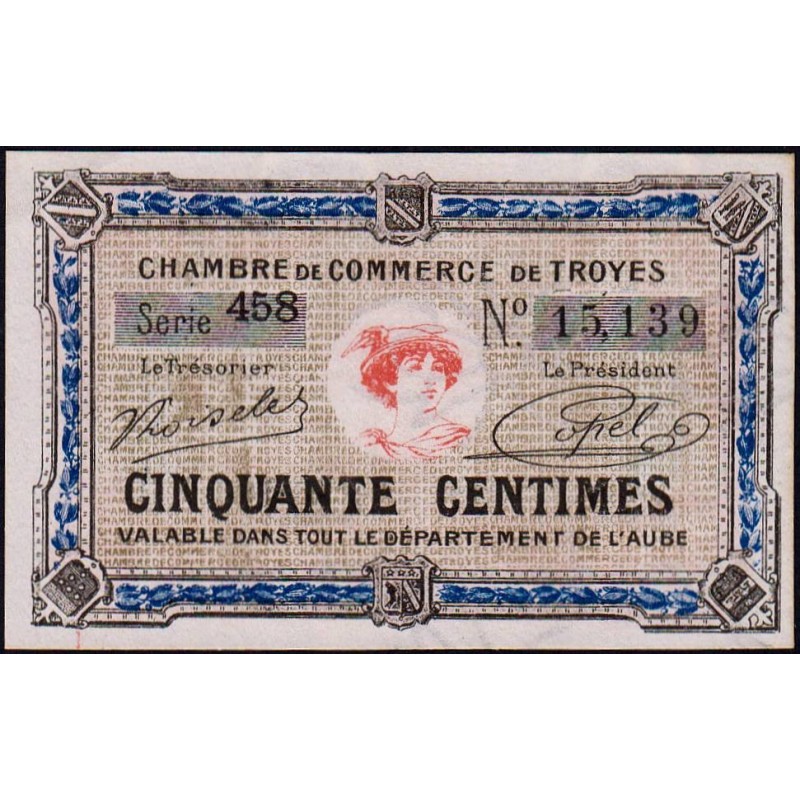 CHAMBRE DE COMMERCE DE TROYES
Serie 458 Nº 15,139
Le Trésorier Le Président
CINQUANTE CENTIMES
VALABLE DANS TOUT LE DÉPARTEMENT DE L'AUBE